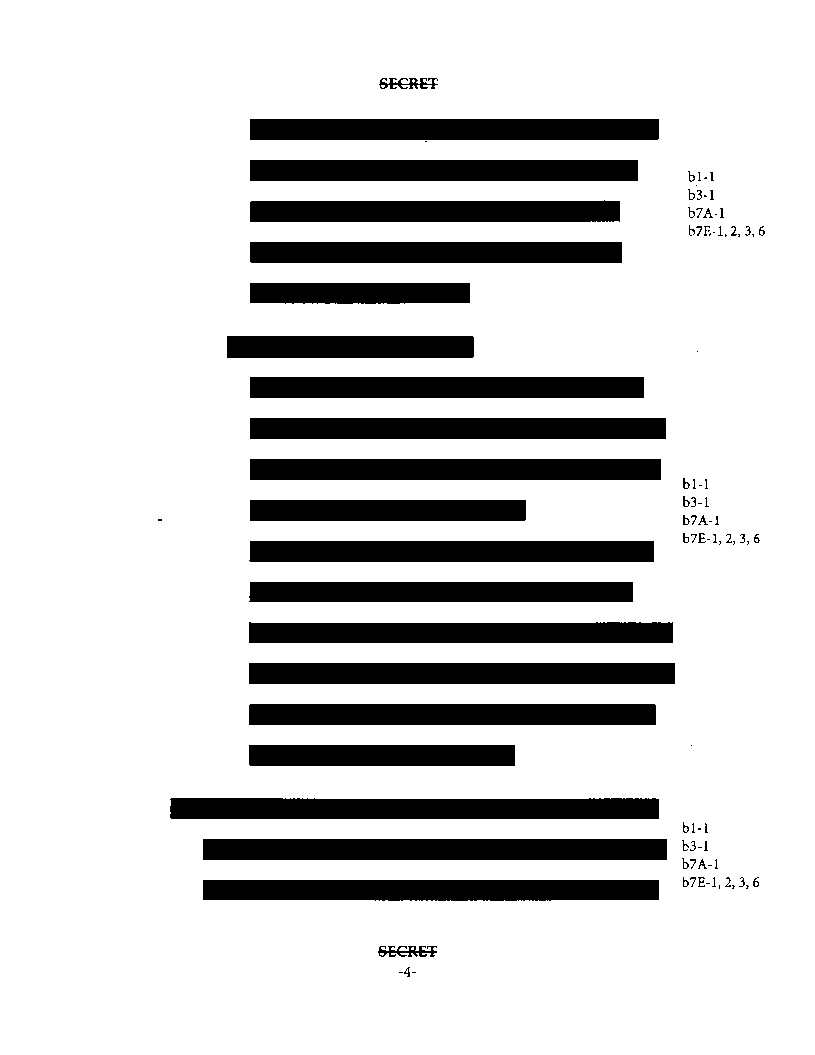 SECRET
b1-1
b3-1
b7A-1
b7E-1, 2, 3, 6
b1-1
b3-1
b7A-1
b7E-1, 2, 3, 6
b1-1
b3-1
b7A-1
b7E-1, 2, 3, 6
SECRET
-4-